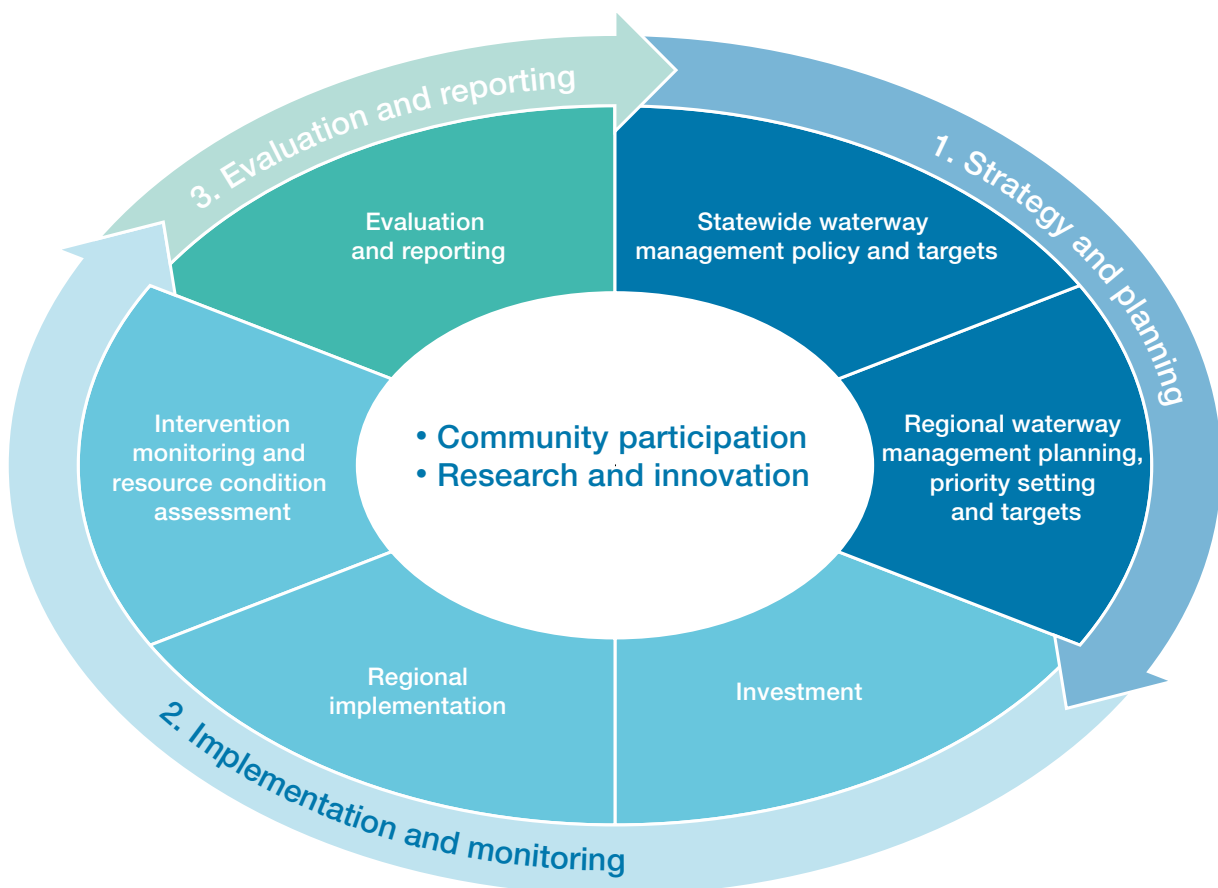 1. Strategy and planning
Statewide waterway
management policy and targets
Regional waterway
management planning,
priority setting
and targets
2. Implementation and monitoring
Investment
Regional
implementation
Intervention
monitoring and
resource condition
assessment
3. Evaluation and reporting
Evaluation
and reporting
• Community participation
• Research and innovation